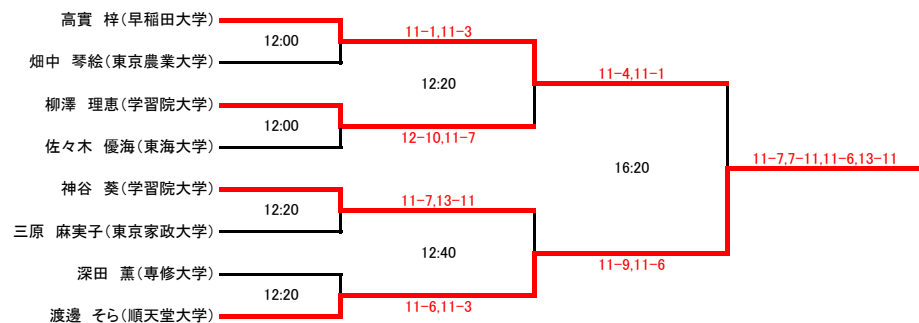 高實　梓(早稲田大学)
12:00
11-1,11-3
畑中　琴絵(東京農業大学)
12:20
11-4,11-1
柳澤　理恵(学習院大学)
12:00
12-10,11-7
佐々木　優海(東海大学)
16:20
11-7,7-11,11-6,13-11
神谷　葵(学習院大学)
12:20
11-7,13-11
三原　麻実子(東京家政大学)
12:40
11-9,11-6
深田　薫(専修大学)
12:20
11-6,11-3
渡邊　そら(順天堂大学)